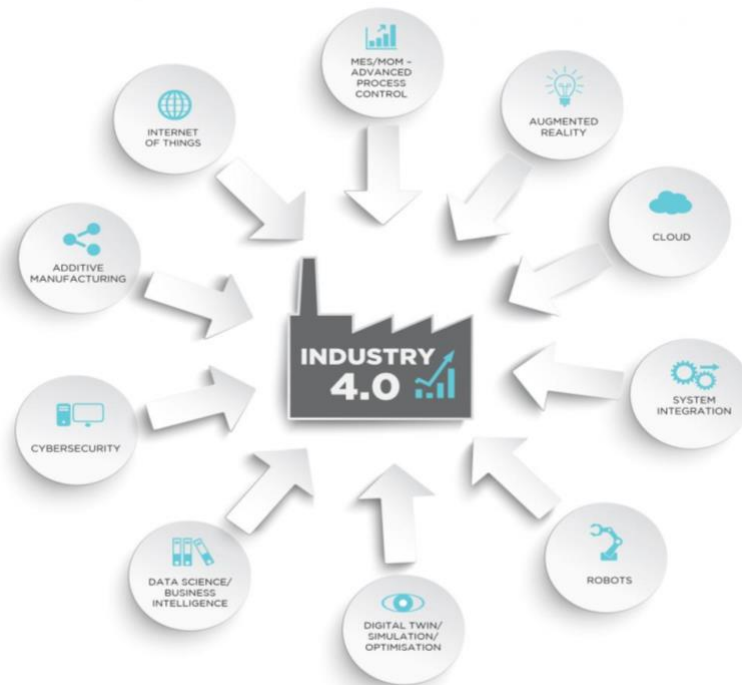 MES/MOM –
ADVANCED
PROCESS
CONTROL
AUGMENTED
REALITY
CLOUD
SYSTEM
INTEGRATION
ROBOTS
DIGITAL TWIN/
SIMULATION/
OPTIMISATION
DATA SCIENCE/
BUSINESS
INTELLIGENCE
CYBERSECURITY
ADDITIVE
MANUFACTURING
INTERNET
OF THINGS
INDUSTRY
4.0